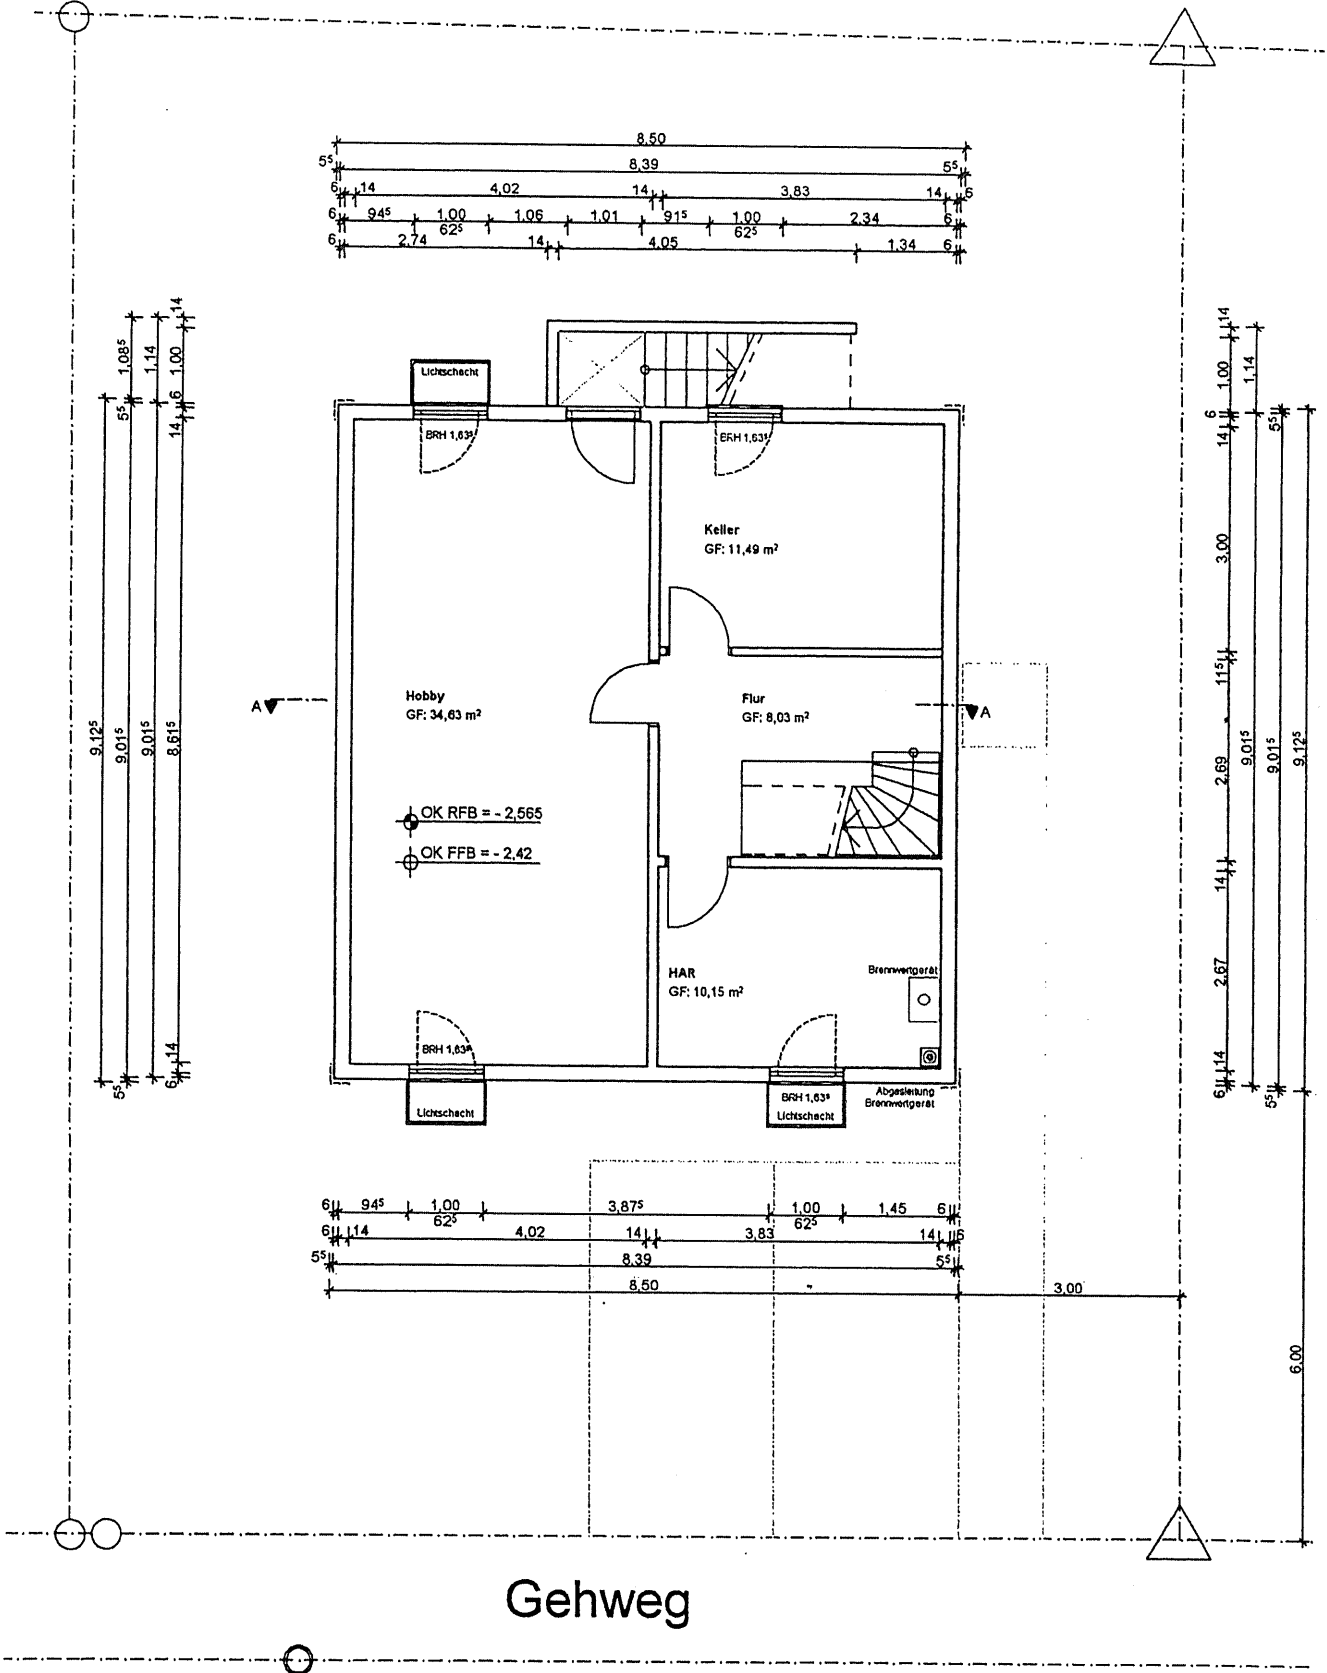 8,50
5⁵ 8,39 5⁵
6 14 4,02 14 3,83 14 6
6 94⁵ 1,00 1,06 1,01 91⁵ 1,00 2,34 6
62⁵ 62⁵
6 2,74 14 4,05 1,34 6
14
1,08⁵
1,14
1,00
6
5⁵
14
9,12⁵
9,01⁵
9,01⁵
8,61⁵
14
6
5⁵
Lichtschacht
BRH 1,63⁵
BRH 1,63⁵
Keller
GF: 11,49 m²
Hobby
GF: 34,63 m²
Flur
GF: 8,03 m²
A
A
OK RFB = - 2,565
OK FFB = - 2,42
HAR
GF: 10,15 m²
Brennwertgerät
BRH 1,63⁵
Lichtschacht
BRH 1,63⁵
Lichtschacht
Abgasleitung
Brennwertgerät
14
1,00
1,14
6
14
5⁵
3,00
11⁵
2,69
9,01⁵
9,01⁵
9,12⁵
14
2,67
14
6
5⁵
6 94⁵ 1,00 3,87⁵ 1,00 1,45 6
62⁵ 62⁵
6 14 4,02 14 3,83 14 6
5⁵ 8,39 5⁵
8,50 3,00
6,00
Gehweg